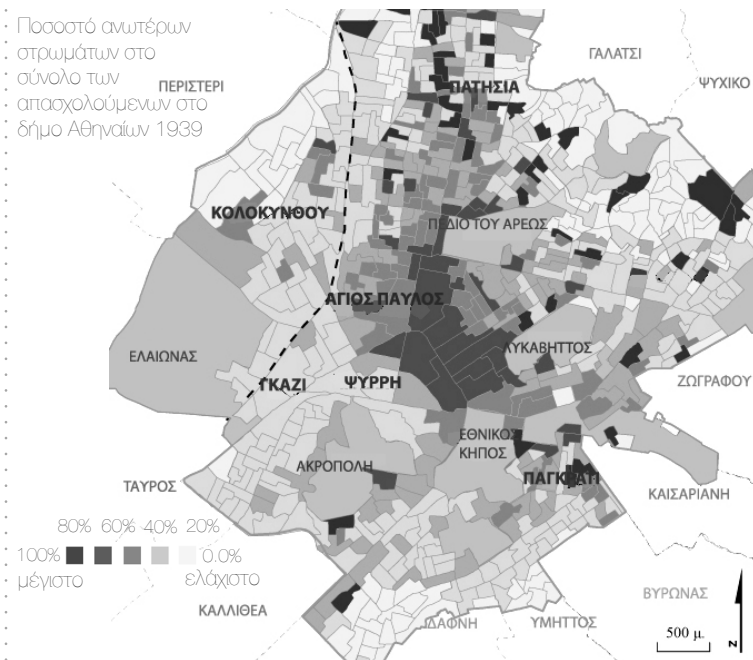 Ποσοστό ανωτέρων
στρωμάτων στο
σύνολο των
απασχολούμενων στο
δήμο Αθηναίων 1939
ΓΑΛΑΤΣΙ
ΨΥΧΙΚΟ
ΠΕΡΙΣΤΕΡΙ
ΠΑΤΗΣΙΑ
ΚΟΛΟΚΥΝΘΟΥ
ΠΕΔΙΟ ΤΟΥ ΑΡΕΩΣ
ΑΓΙΟΣ ΠΑΥΛΟΣ
ΕΛΑΙΩΝΑΣ
ΛΥΚΑΒΗΤΤΟΣ
ΓΚΑΖΙ
ΨΥΡΡΗ
ΖΩΓΡΑΦΟΥ
ΕΘΝΙΚΟΣ
ΚΗΠΟΣ
ΑΚΡΟΠΟΛΗ
ΠΑΓΚΡΑΤΙ
ΤΑΥΡΟΣ
ΚΑΙΣΑΡΙΑΝΗ
80% 60% 40% 20%
100% 0.0%
μέγιστο ελάχιστο
ΚΑΛΛΙΘΕΑ
ΔΑΦΝΗ
ΥΜΗΤΤΟΣ
ΒΥΡΩΝΑΣ
500 μ.
N